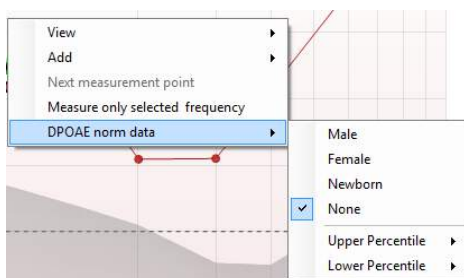 View
Add
Next measurement point
Measure only selected frequency
DPOAE norm data
Male
Female
Newborn
None
Upper Percentile
Lower Percentile